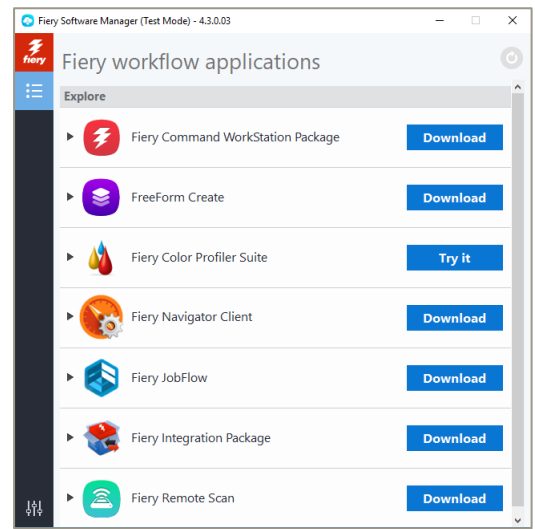 Fiery Software Manager (Test Mode) - 4.3.0.03
fiery
Fiery workflow applications
Explore
Fiery Command WorkStation Package Download
FreeForm Create Download
Fiery Color Profiler Suite Try it
Fiery Navigator Client Download
Fiery JobFlow Download
Fiery Integration Package Download
Fiery Remote Scan Download